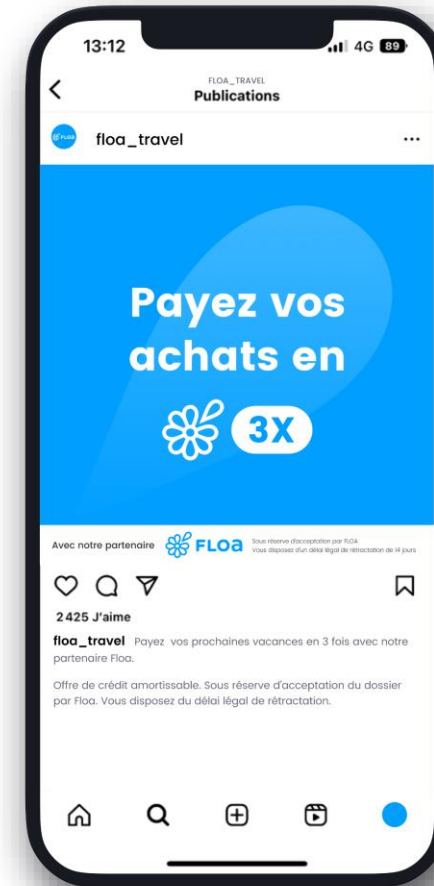 13:12
4G 89
FLOA_TRAVEL
Publications
FLOA
floa_travel
Payez vos
achats en
3X
Avec notre partenaire
FLOA
Sous réserve d'acceptation par FLOA
Vous disposez d'un délai légal de rétractation de 14 jours
2 425 J'aime
floa_travel Payez vos prochaines vacances en 3 fois avec notre
partenaire Floa.
Offre de crédit amortissable. Sous réserve d'acceptation du dossier
par Floa. Vous disposez du délai légal de rétractation.